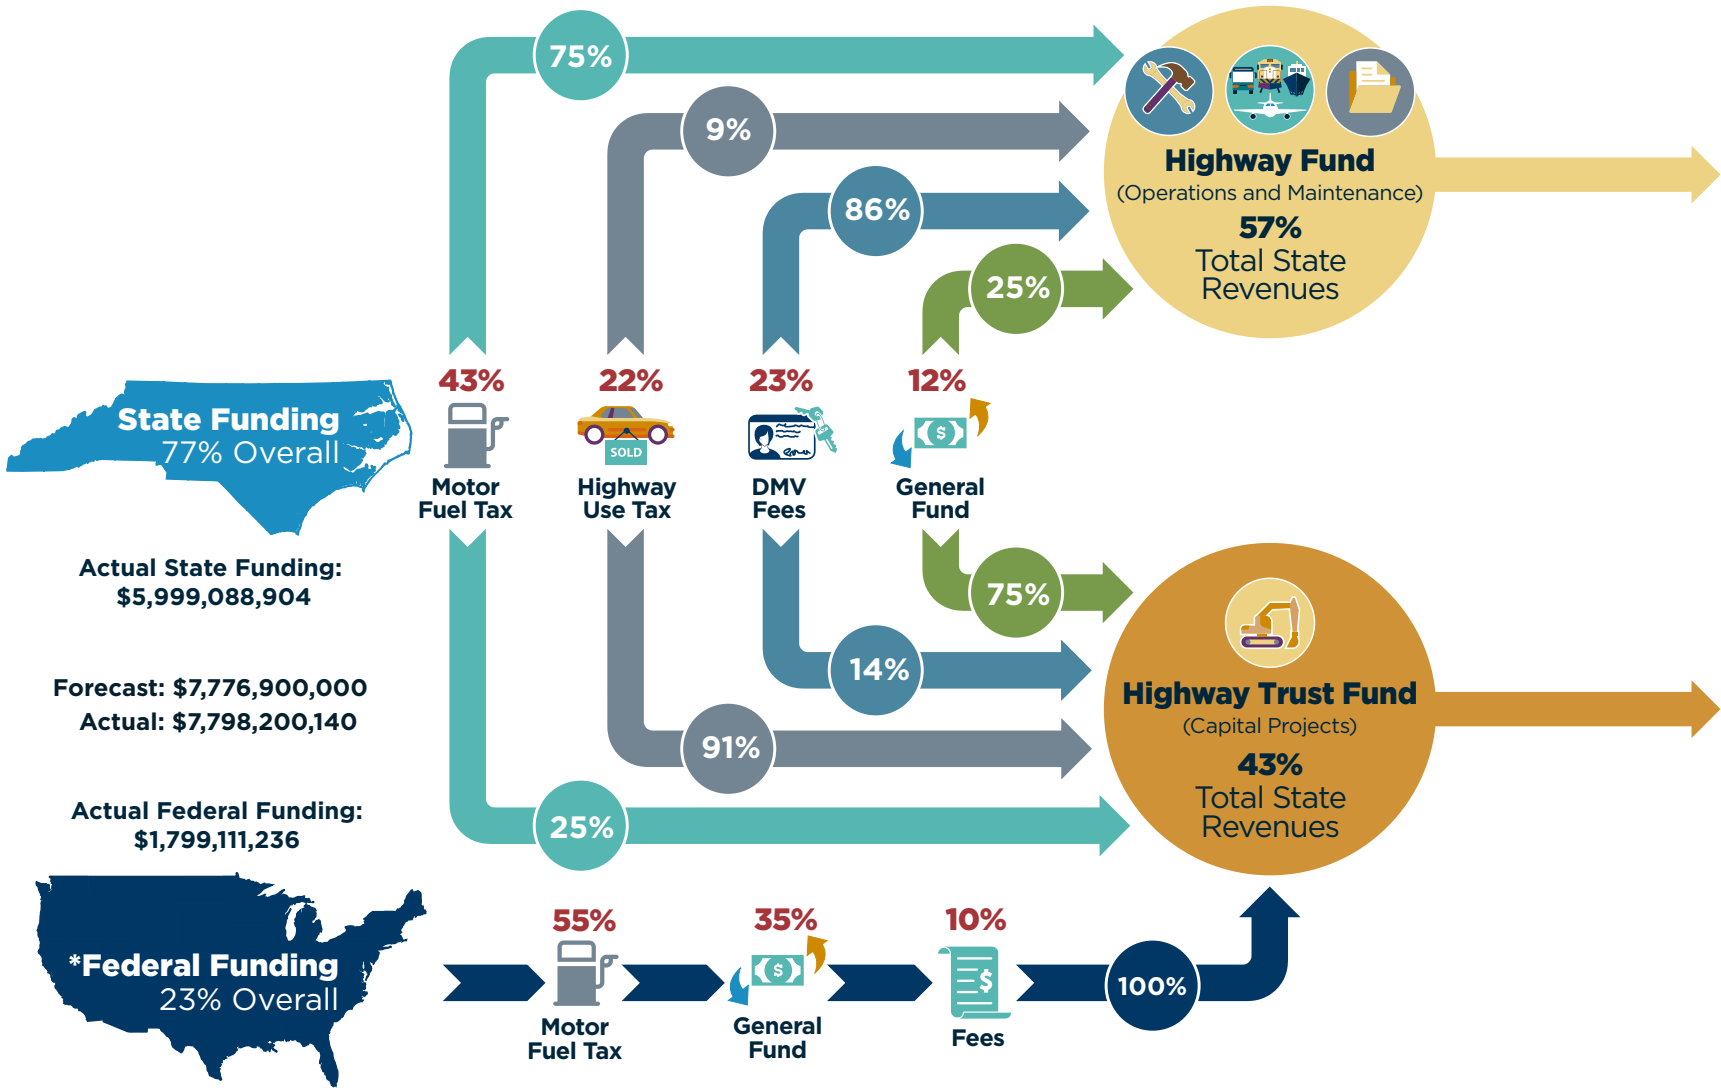 75%
9%
86%
25%
Highway Fund
(Operations and Maintenance)
57%
Total State
Revenues
State Funding
77% Overall
43%
Motor
Fuel Tax
22%
SOLD
Highway
Use Tax
23%
DMV
Fees
12%
$
General
Fund
Actual State Funding:
$5,999,088,904
Forecast: $7,776,900,000
Actual: $7,798,200,140
Actual Federal Funding:
$1,799,111,236
75%
14%
91%
25%
Highway Trust Fund
(Capital Projects)
43%
Total State
Revenues
*Federal Funding
23% Overall
55%
Motor
Fuel Tax
35%
$
General
Fund
10%
$
Fees
100%